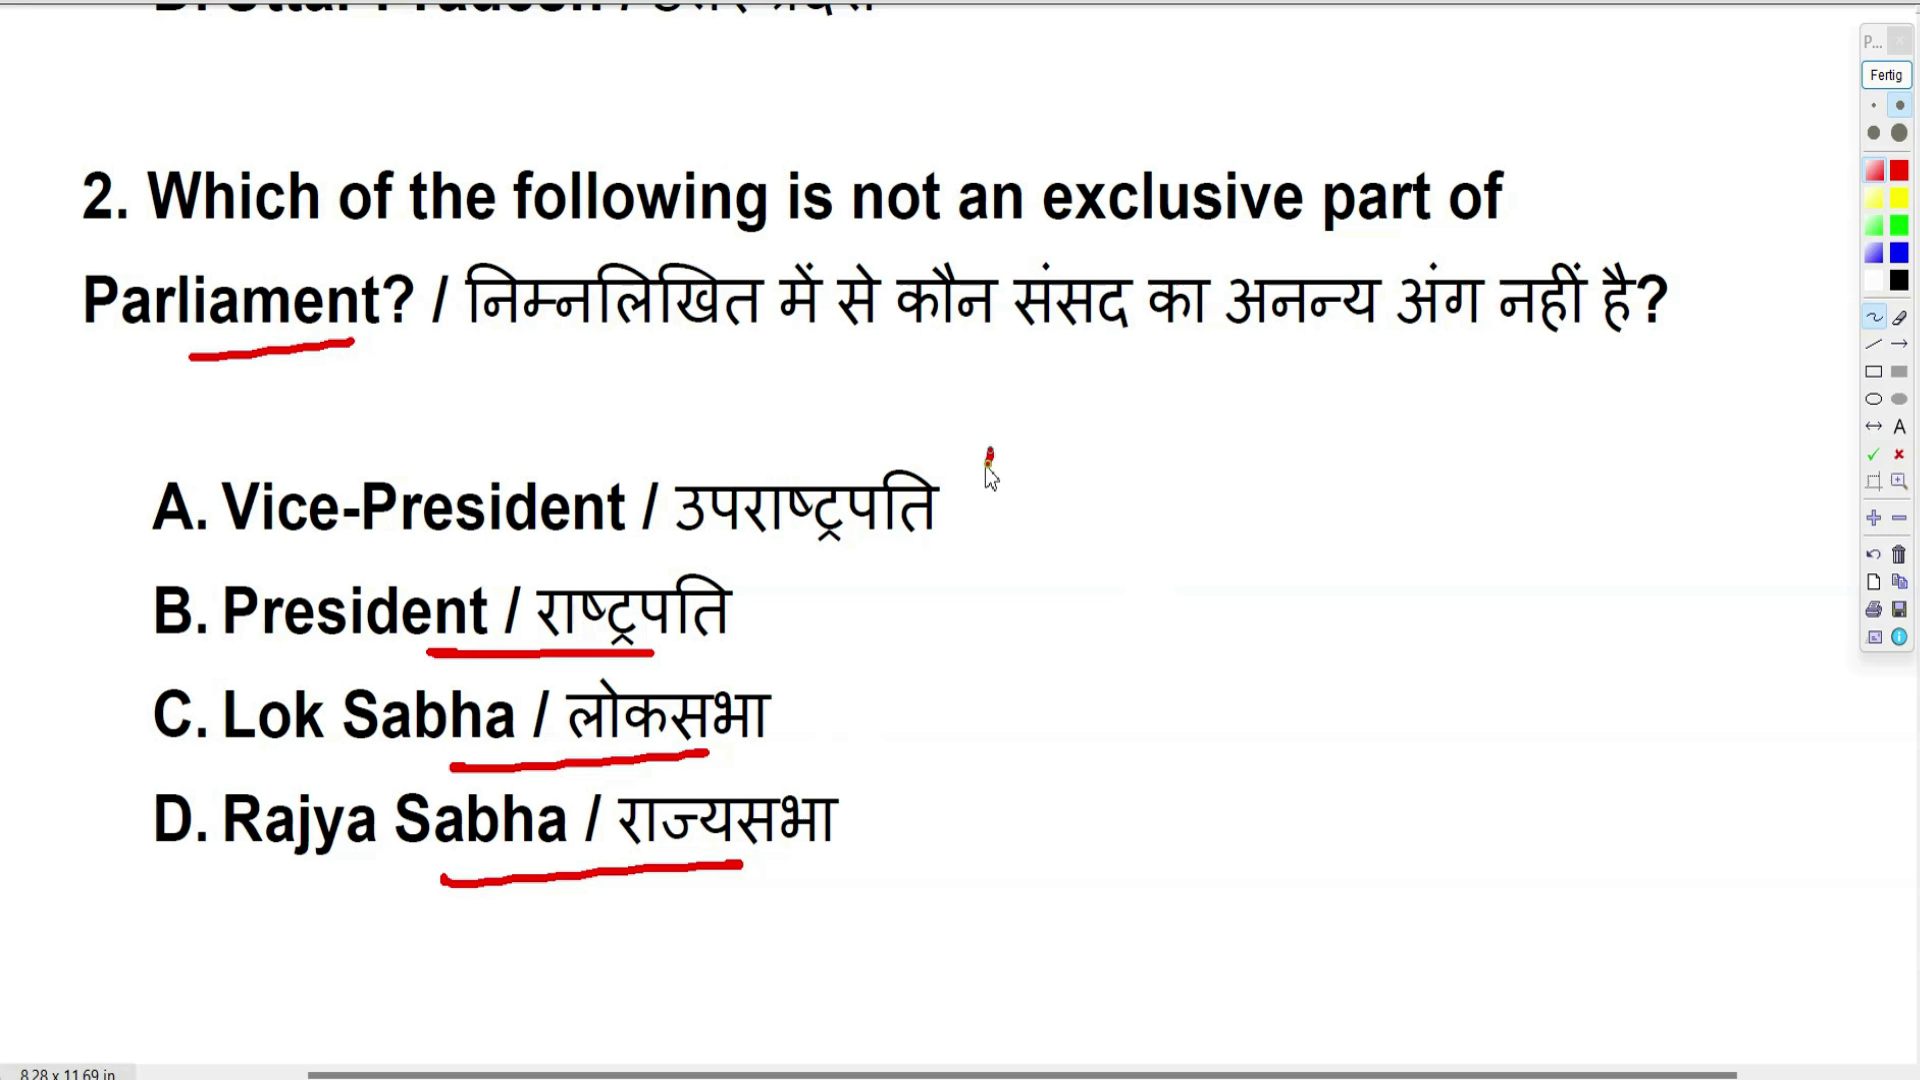 2. Which of the following is not an exclusive part of
Parliament? / निम्नलिखित में से कौन संसद का अनन्य अंग नहीं है?
A. Vice-President / उपराष्ट्रपति
B. President / राष्ट्रपति
C. Lok Sabha / लोकसभा
D. Rajya Sabha / राज्यसभा
P...
Fertig
A
8.28 x 11.69 in